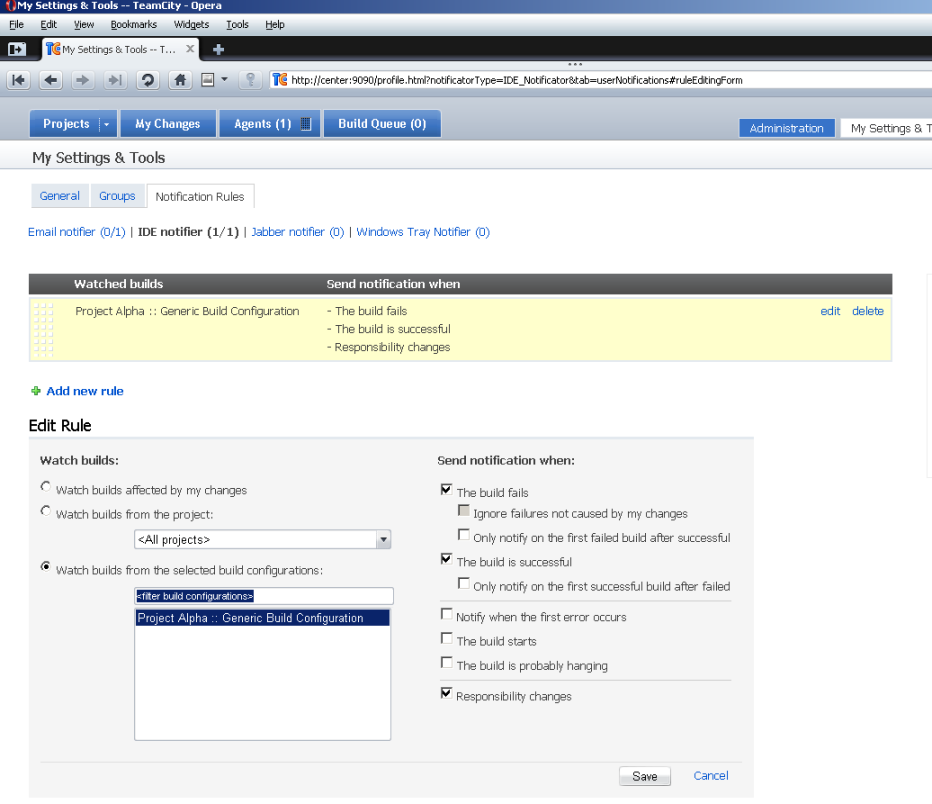 My Settings & Tools -- TeamCity - Opera
File Edit View Bookmarks Widgets Tools Help
TC My Settings & Tools -- T...
TC http://center:9090/profile.html?notificatorType=IDE_Notificator&tab=userNotifications#ruleEditingForm
Projects My Changes Agents (1) Build Queue (0) Administration My Settings & T
My Settings & Tools
General Groups Notification Rules
Email notifier (0/1) | IDE notifier (1/1) | Jabber notifier (0) | Windows Tray Notifier (0)
Watched builds Send notification when
Project Alpha :: Generic Build Configuration - The build fails edit delete
- The build is successful
- Responsibility changes
Add new rule
Edit Rule
Watch builds:
Watch builds affected by my changes
Watch builds from the project:
<All projects>
Watch builds from the selected build configurations:
<filter build configurations>
Project Alpha :: Generic Build Configuration
Send notification when:
The build fails
Ignore failures not caused by my changes
Only notify on the first failed build after successful
The build is successful
Only notify on the first successful build after failed
Notify when the first error occurs
The build starts
The build is probably hanging
Responsibility changes
Save Cancel